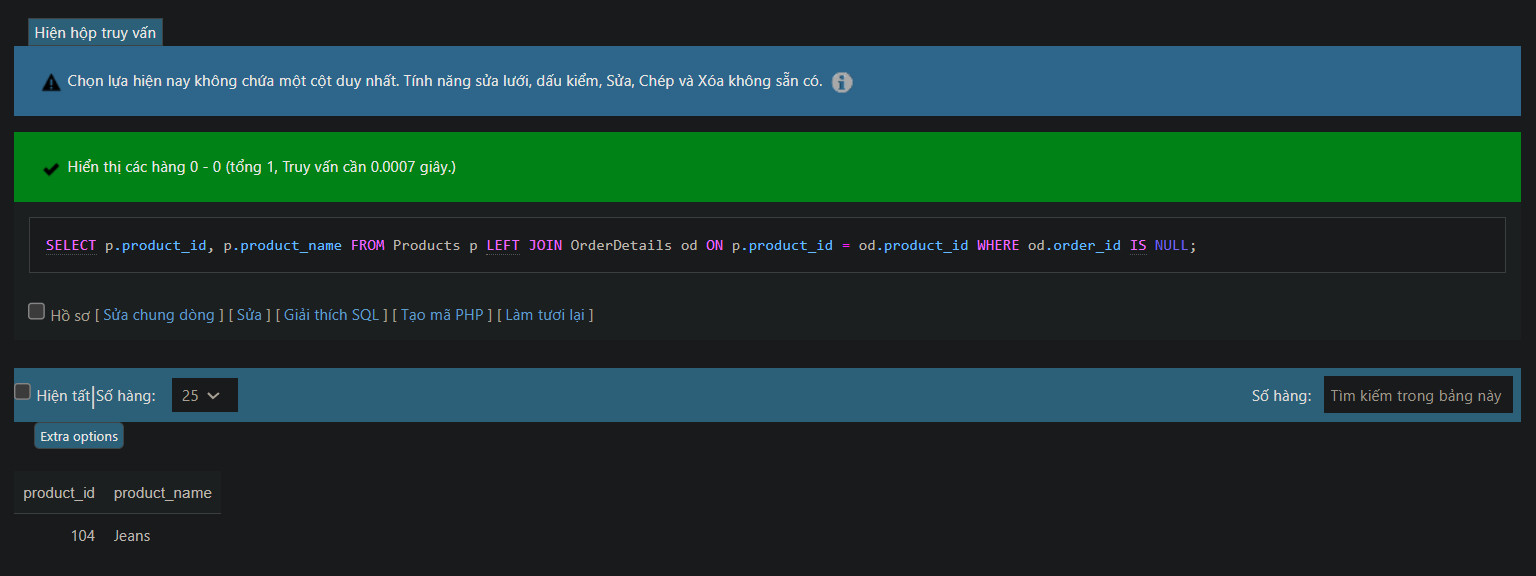 Hiện hộp truy vấn
Chọn lựa hiện nay không chứa một cột duy nhất. Tính năng sửa lưới, dấu kiểm, Sửa, Chép và Xóa không sẵn có.
Hiển thị các hàng 0 - 0 (tổng 1, Truy vấn cần 0.0007 giây.)
SELECT p.product_id, p.product_name FROM Products p LEFT JOIN OrderDetails od ON p.product_id = od.product_id WHERE od.order_id IS NULL;
Hồ sơ [ Sửa chung dòng ] [ Sửa ] [ Giải thích SQL ] [ Tạo mã PHP ] [ Làm tươi lại ]
Hiện tất Số hàng: 25 Số hàng: Tìm kiếm trong bảng này
Extra options
product_id product_name
104 Jeans